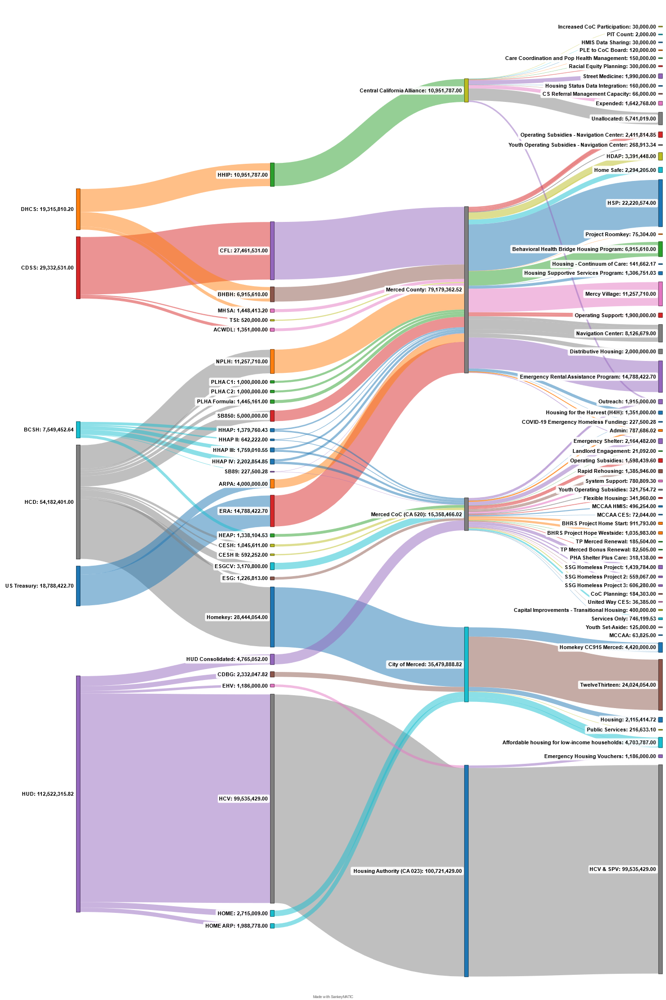 DHCS: 19,315,810.20
CDSS: 29,332,531.00
BCSH: 7,549,452.64
HCD: 54,182,401.00
US Treasury: 18,788,422.70
HUD: 112,522,315.82
HHIP: 10,951,787.00
CFL: 27,461,531.00
BHBH: 6,915,610.00
MHSA: 1,448,413.20
TSI: 520,000.00
ACWDL: 1,351,000.00
NPLH: 11,257,710.00
PLHA C1: 1,000,000.00
PLHA C2: 1,000,000.00
PLHA Formula: 1,445,161.00
SB850: 5,000,000.00
HHAP: 1,379,760.43
HHAP II: 642,222.00
HHAP III: 1,759,010.55
HHAP IV: 2,202,854.85
SB89: 227,500.28
ARPA: 4,000,000.00
ERA: 14,788,422.70
HEAP: 1,338,104.53
CESH: 1,045,611.00
CESH II: 592,252.00
ESGCV: 3,170,800.00
ESG: 1,226,813.00
Homekey: 28,444,054.00
HUD Consolidated: 4,765,052.00
CDBG: 2,332,047.82
EHV: 1,186,000.00
HCV: 99,535,429.00
HOME: 2,715,009.00
HOME ARP: 1,988,778.00
Central California Alliance: 10,951,787.00
Merced County: 79,179,362.52
Merced CoC (CA 520): 15,358,466.02
City of Merced: 35,479,888.82
Housing Authority (CA 023): 100,721,429.00
Increased CoC Participation: 30,000.00
PIT Count: 2,000.00
HMIS Data Sharing: 30,000.00
PLE to CoC Board: 120,000.00
Care Coordination and Pop Health Management: 150,000.00
Racial Equity Planning: 300,000.00
Street Medicine: 1,990,000.00
Housing Status Data Integration: 160,000.00
CS Referral Management Capacity: 66,000.00
Expended: 1,642,768.00
Unallocated: 5,741,019.00
Operating Subsidies - Navigation Center: 2,411,814.85
Youth Operating Subsidies - Navigation Center: 268,913.34
HDAP: 3,391,448.00
Home Safe: 2,294,205.00
HSP: 22,220,574.00
Project Roomkey: 75,304.00
Behavioral Health Bridge Housing Program: 6,915,610.00
Housing - Continuum of Care: 141,662.17
Housing Supportive Services Program: 1,306,751.03
Mercy Village: 11,257,710.00
Operating Support: 1,900,000.00
Navigation Center: 8,126,679.00
Distributive Housing: 2,000,000.00
Emergency Rental Assistance Program: 14,788,422.70
Outreach: 1,915,000.00
Housing for the Harvest (H4H): 1,351,000.00
COVID-19 Emergency Homeless Funding: 227,500.28
Admin: 787,686.02
Emergency Shelter: 2,164,482.00
Landlord Engagement: 21,092.00
Operating Subsidies: 1,598,439.60
Rapid Rehousing: 1,385,946.00
System Support: 780,809.30
Youth Operating Subsidies: 321,754.72
Flexible Housing: 341,960.00
MCCAA HMIS: 496,254.00
MCCAA CES: 72,044.00
BHRS Project Home Start: 911,793.00
BHRS Project Hope Westside: 1,035,983.00
TP Merced Renewal: 185,504.00
TP Merced Bonus Renewal: 82,505.00
PHA Shelter Plus Care: 318,138.00
SSG Homeless Project: 1,439,784.00
SSG Homeless Project 2: 559,067.00
SSG Homeless Project 3: 606,280.00
CoC Planning: 184,303.00
United Way CES: 36,385.00
Capital Improvements - Transitional Housing: 400,000.00
Services Only: 746,199.53
Youth Set-Aside: 125,000.00
MCCAA: 63,825.00
Homekey CC915 Merced: 4,420,000.00
TwelveThirteen: 24,024,054.00
Housing: 2,115,414.72
Public Services: 216,633.10
Affordable housing for low-income households: 4,703,787.00
Emergency Housing Vouchers: 1,186,000.00
HCV & SPV: 99,535,429.00
Made with SankeyMATIC